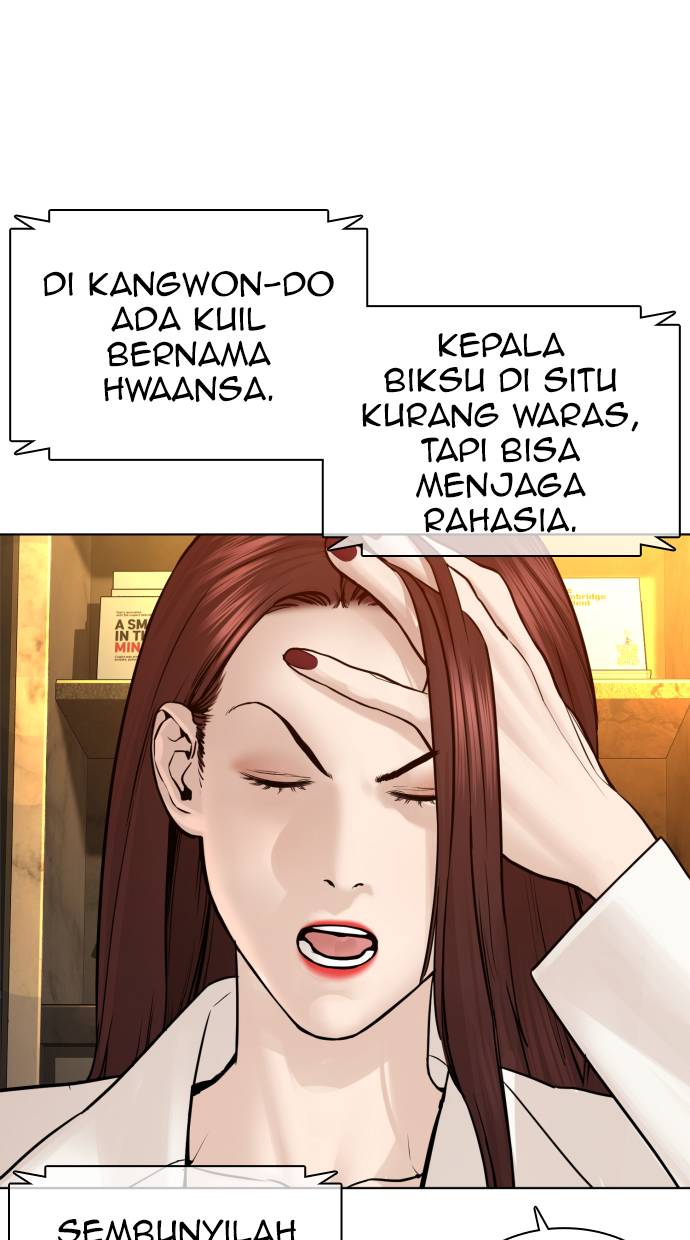 DI KANGWON-DO
ADA KUIL
BERNAMA
HWAANSA.
KEPALA
BIKSU DI SITU
KURANG WARAS,
TAPI BISA
MENJAGA
RAHASIA.
A SM
IN TH
MIN
SEMBUNYILAH